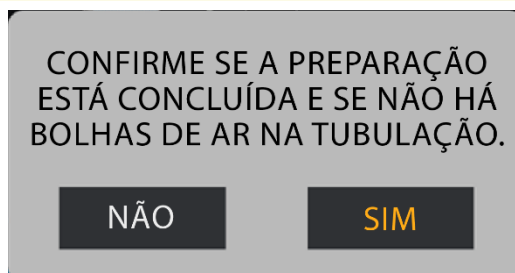 CONFIRME SE A PREPARAÇÃO
ESTÁ CONCLUÍDA E SE NÃO HÁ
BOLHAS DE AR NA TUBULAÇÃO.
NÃO SIM